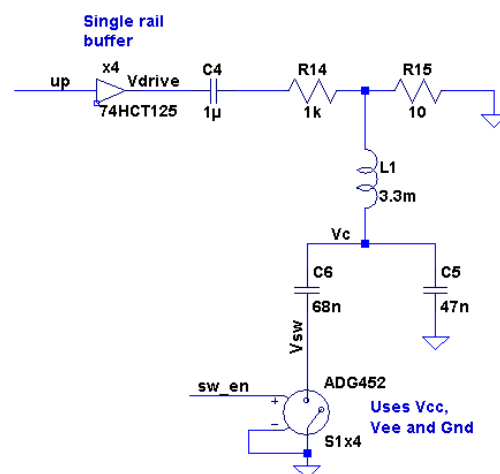 Single rail
buffer
up
x4
Vdrive
C4
R14
R15
74HCT125
1µ
1k
10
L1
3.3m
Vc
C6
C5
68n
47n
Vsw
ADG452
sw_en
+
−
Uses Vcc,
Vee and Gnd
S1x4